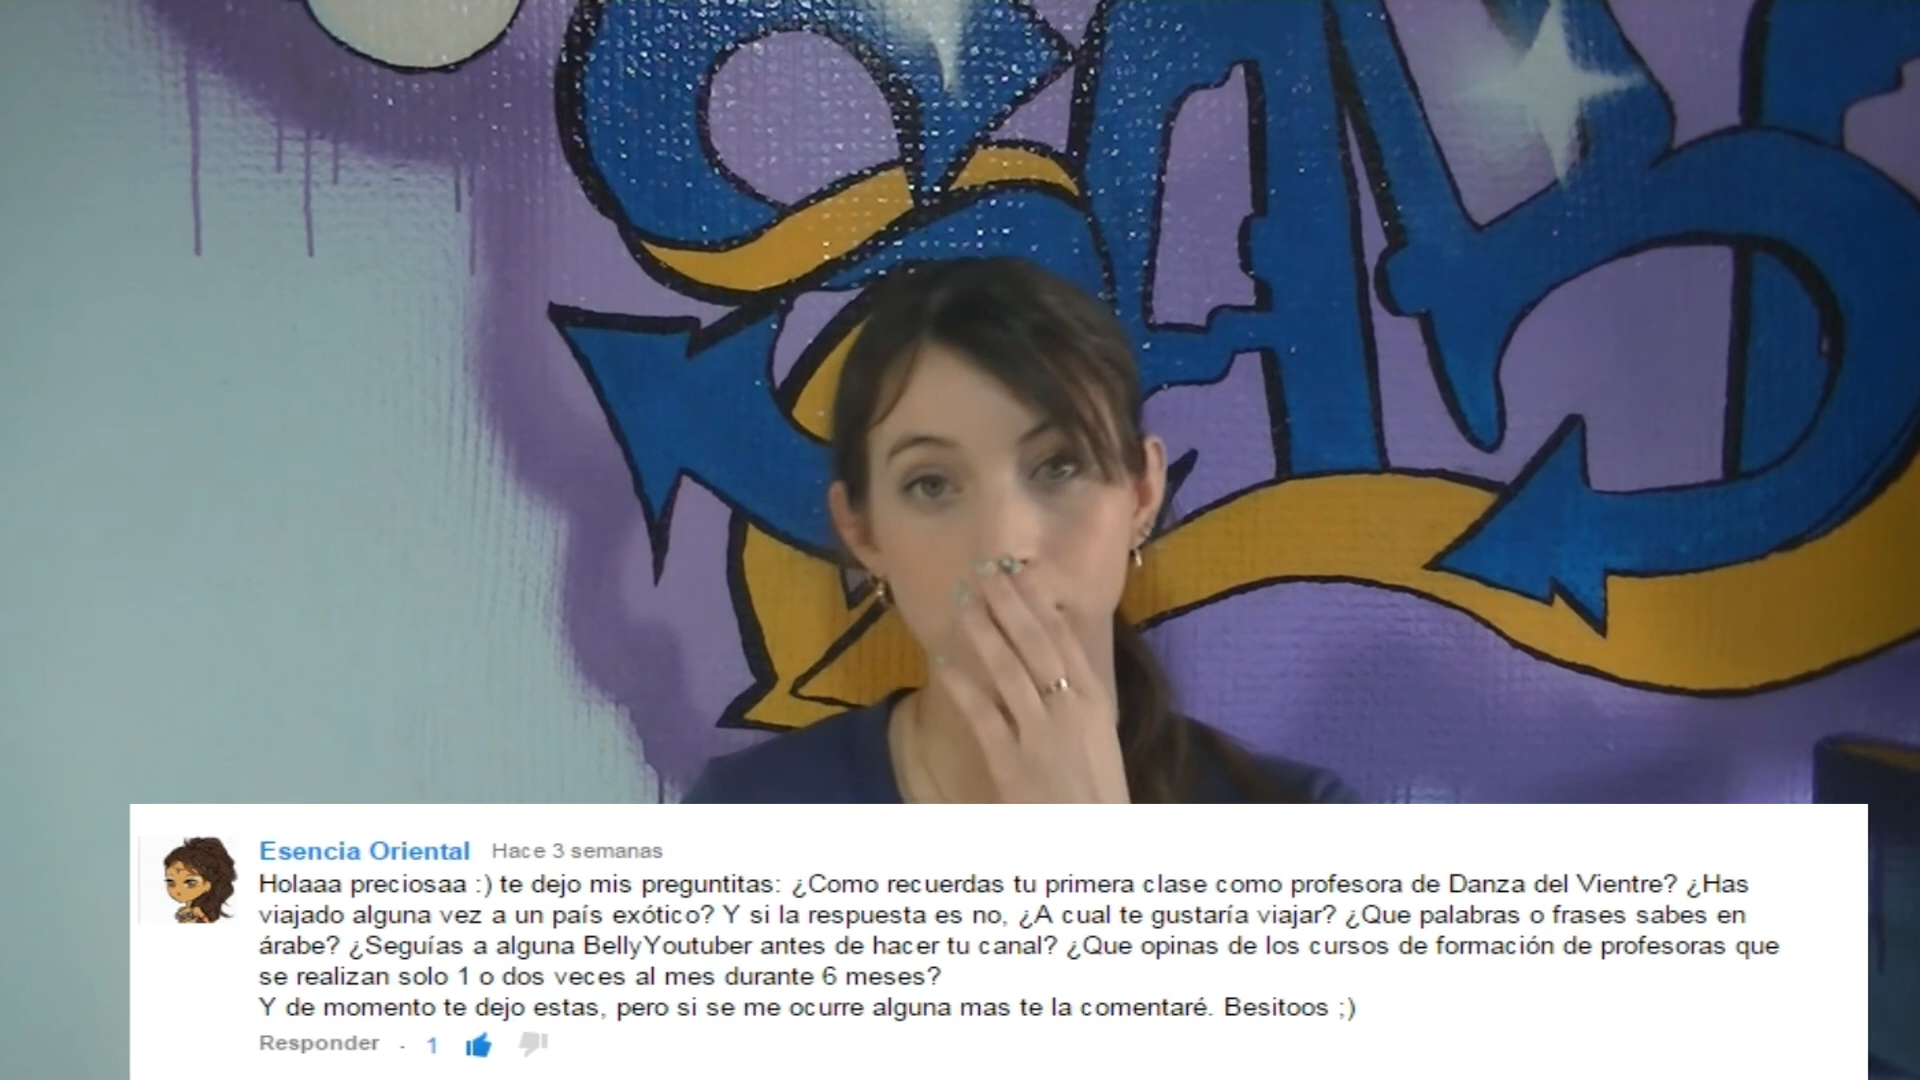 Esencia Oriental Hace 3 semanas
Holaaa preciosaa :) te dejo mis preguntitas: ¿Como recuerdas tu primera clase como profesora de Danza del Vientre? ¿Has
viajado alguna vez a un país exótico? Y si la respuesta es no, ¿A cual te gustaría viajar? ¿Que palabras o frases sabes en
árabe? ¿Seguías a alguna BellyYoutuber antes de hacer tu canal? ¿Que opinas de los cursos de formación de profesoras que
se realizan solo 1 o dos veces al mes durante 6 meses?
Y de momento te dejo estas, pero si se me ocurre alguna mas te la comentaré. Besitoos ;)
Responder · 1